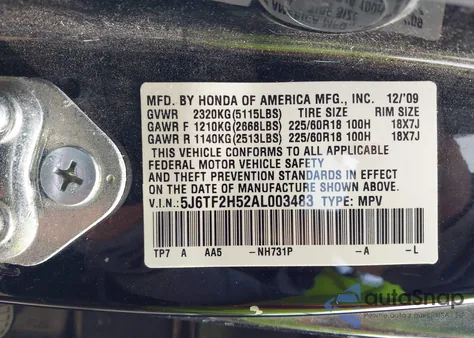 MFD. BY HONDA OF AMERICA MFG., INC. 12/'09
GVWR 2320KG(5115LBS) TIRE SIZE RIM SIZE
GAWR F 1210KG(2668LBS) 225/60R18 100H 18X7J
GAWR R 1140KG(2513LBS) 225/60R18 100H 18X7J
THIS VEHICLE CONFORMS TO ALL APPLICABLE
FEDERAL MOTOR VEHICLE SAFETY
AND THEFT PREVENTION STANDARDS IN EFFECT ON
THE DATE OF MANUFACTURE SHOWN ABOVE.
V.I.N.: 5J6TF2H52AL003483 TYPE: MPV
TP7 A AA5- -NH731P -A -L
autoSnap